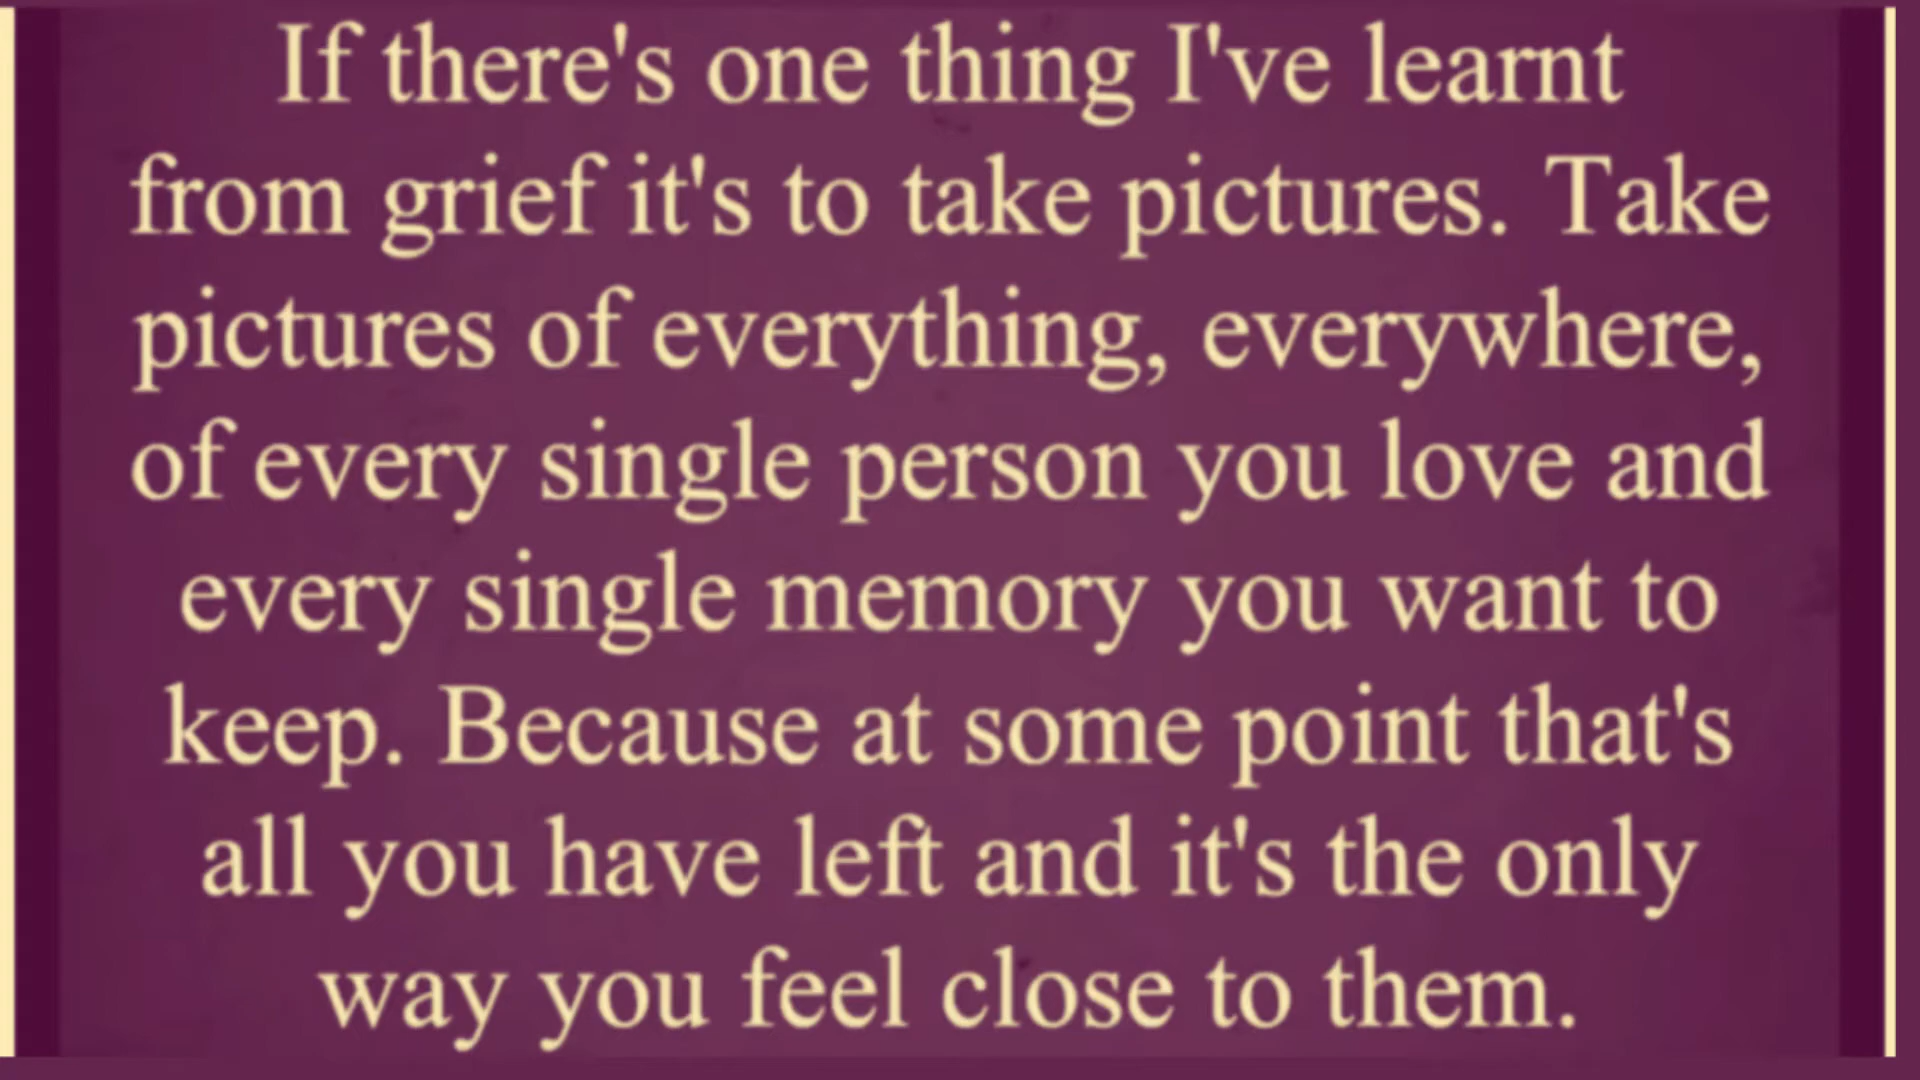 If there's one thing I've learnt
from grief it's to take pictures. Take
pictures of everything, everywhere,
of every single person you love and
every single memory you want to
keep. Because at some point that's
all you have left and it's the only
way you feel close to them.